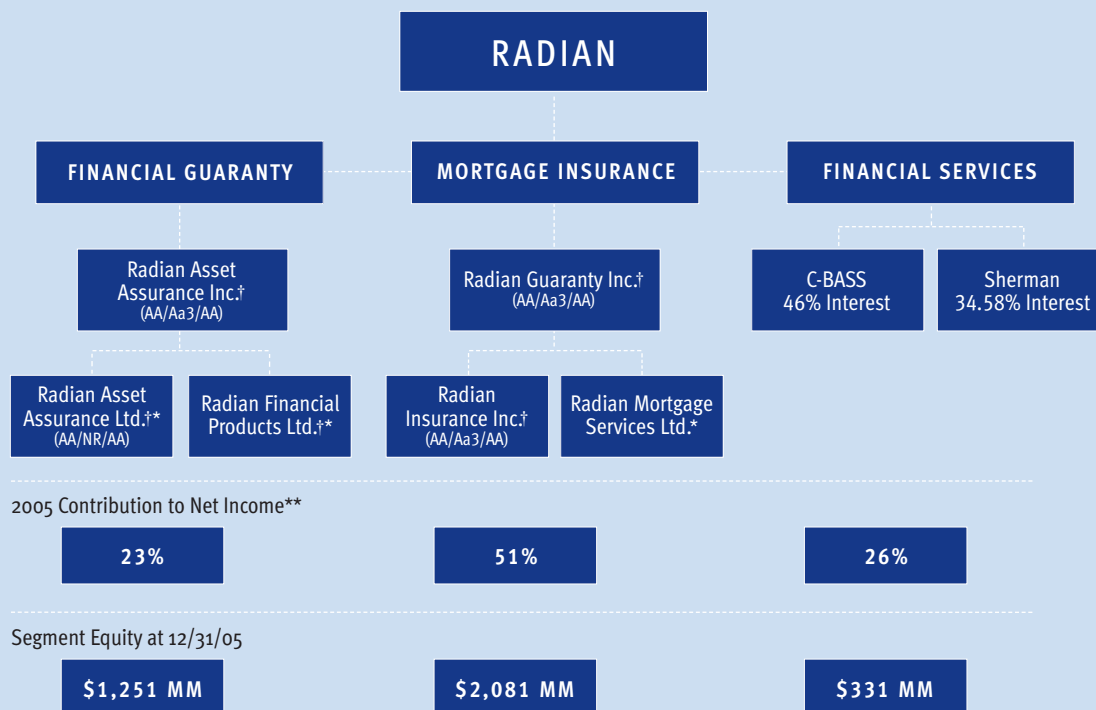 RADIAN
FINANCIAL GUARANTY
MORTGAGE INSURANCE
FINANCIAL SERVICES
Radian Asset
Assurance Inc.†
(AA/Aa3/AA)
Radian Guaranty Inc.†
(AA/Aa3/AA)
C-BASS
46% Interest
Sherman
34.58% Interest
Radian Asset
Assurance Ltd.†*
(AA/NR/AA)
Radian Financial
Products Ltd.†*
Radian
Insurance Inc.†
(AA/Aa3/AA)
Radian Mortgage
Services Ltd.*
2005 Contribution to Net Income**
23%
51%
26%
Segment Equity at 12/31/05
$1,251 MM
$2,081 MM
$331 MM